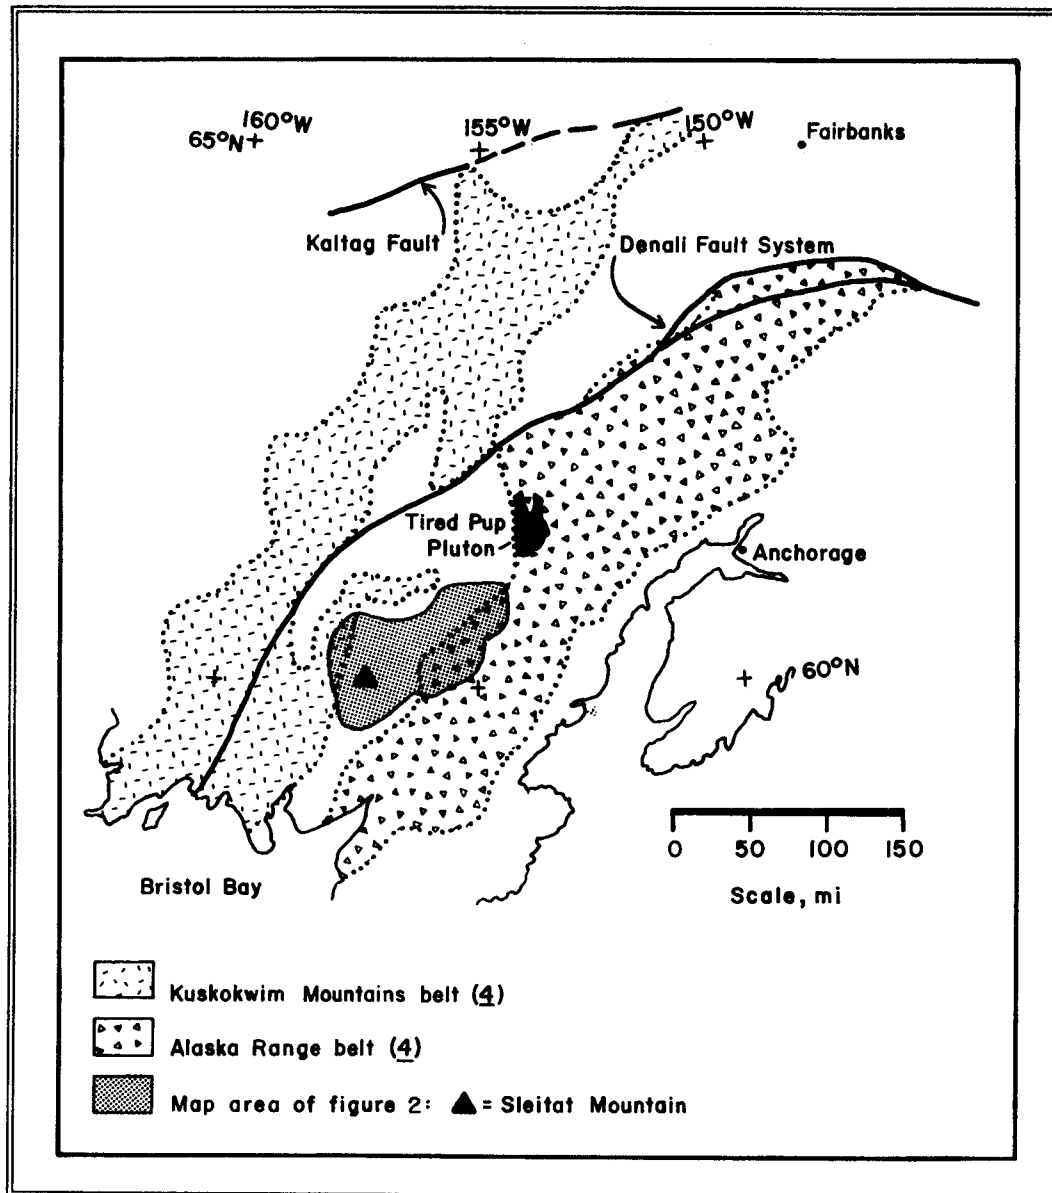 160°W
65°N
155°W
150°W
Fairbanks
Kaltag Fault
Denali Fault System
Tired Pup
Pluton
Anchorage
60°N
0 50 100 150
Scale, mi
Bristol Bay
Kuskokwim Mountains belt (4)
Alaska Range belt (4)
Map area of figure 2: ▲ = Sleitat Mountain